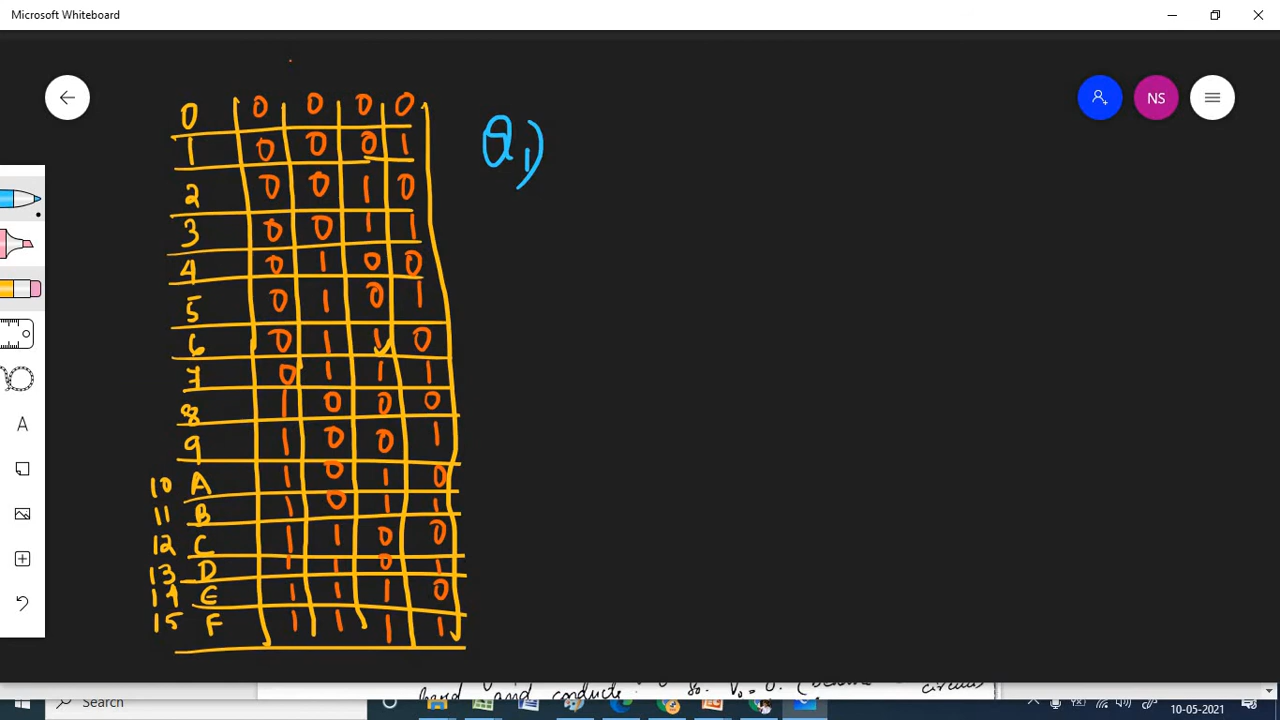 Microsoft Whiteboard
NS
0 0 0 0 0
Q1)
1 0 0 0 1
2 0 0 1 0
3 0 0 1 1
4 0 1 0 0
5 0 1 0 1
6 0 1 1 0
7 0 1 1 1
8 1 0 0 0
9 1 0 0 1
10 A 1 0 1 0
11 B 1 0 1 1
12 C 1 1 0 0
13 D 1 1 0 1
14 E 1 1 1 0
15 F 1 1 1 1
A
and conducts
Search
10-05-2021